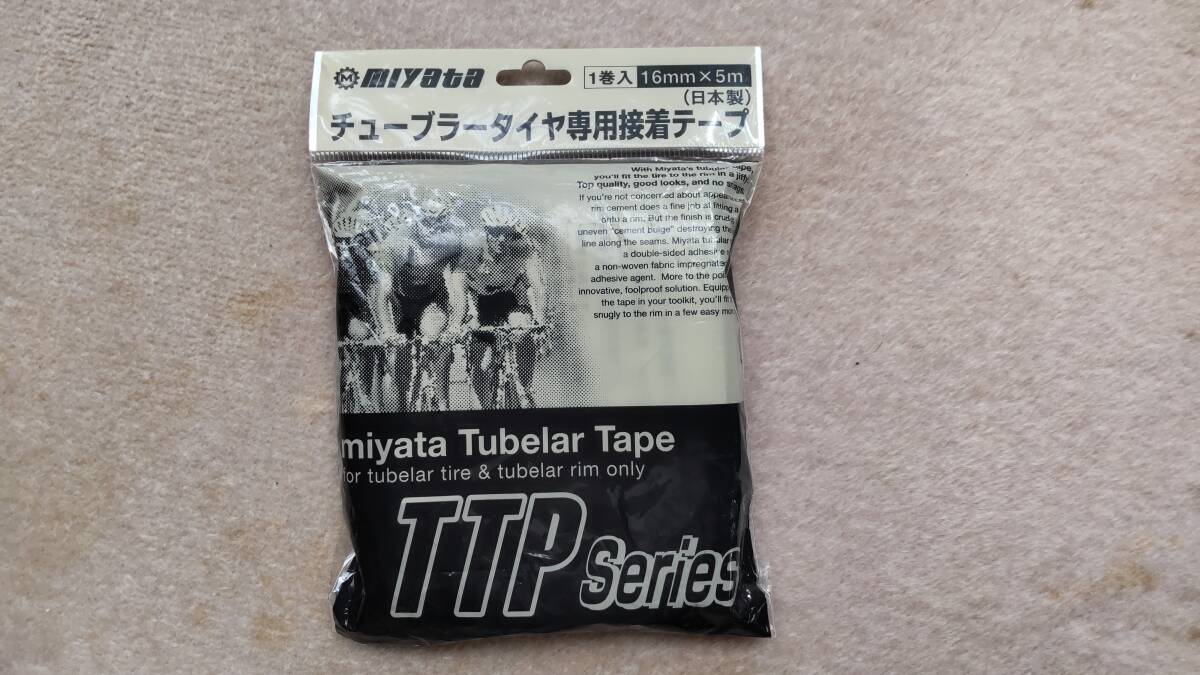 miyata
1巻入 16mm×5m
(日本製)
チューブラータイヤ専用接着テープ
With Miyata's tubular tape,
you'll fit the tire to the rim in a jiffy.
Top quality, good looks, and no snags.
If you're not concerned about
rim cement does a fine job at fitting a
onto a rim. But the finish is
uneven "cement bulge" destroying the
line along the seams. Miyata tubular
a double-sided adhesive
a non-woven fabric
adhesive agent. More to the
innovative, foolproof solution.
the tape in your toolkit, you'll
snugly to the rim in a few easy
miyata Tubelar Tape
for tubelar tire & tubelar rim only
TTP Series